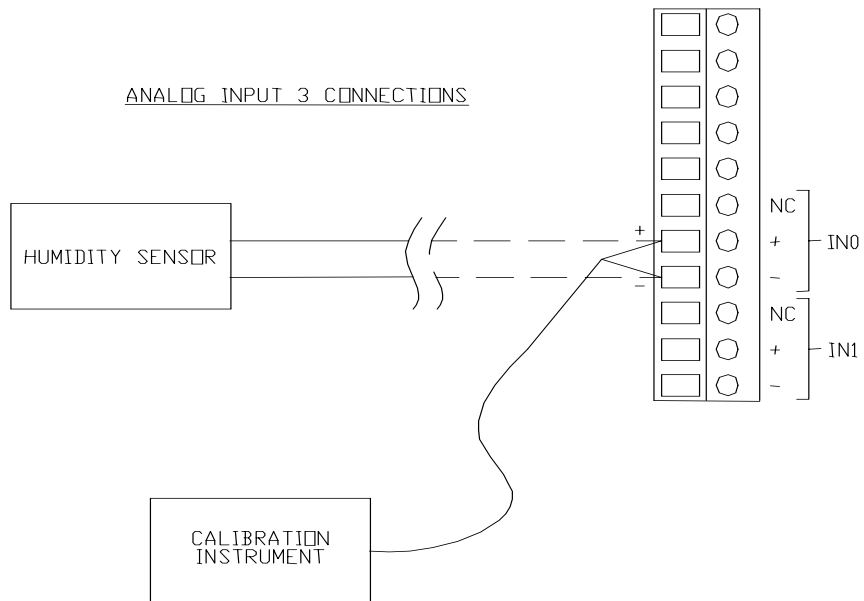 ANALOG INPUT 3 CONNECTIONS
NC
HUMIDITY SENSOR
+
+
IN0
-
-
NC
+
IN1
-
CALIBRATION
INSTRUMENT